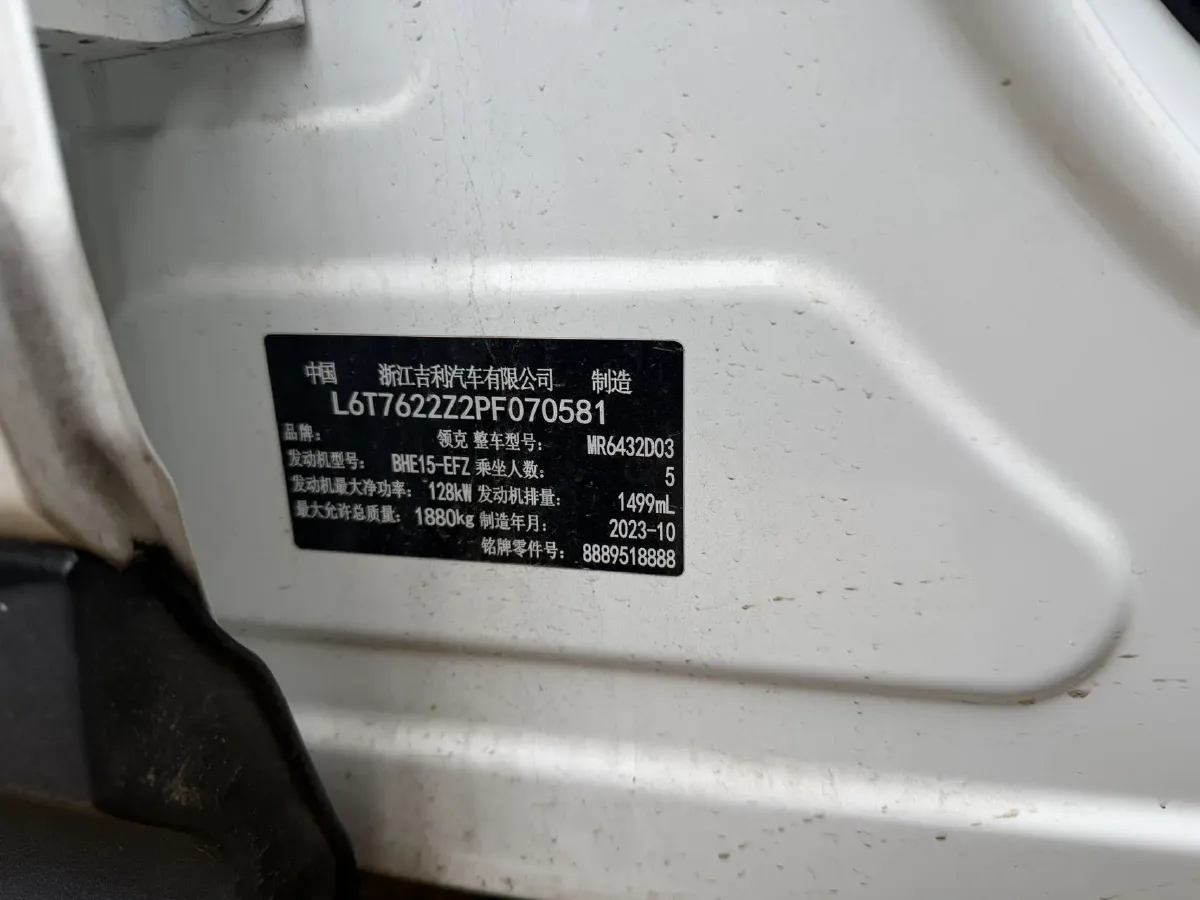 中国 浙江吉利汽车有限公司 制造
L6T7622Z2PF070581
品牌: 领克 整车型号: MR6432D03
发动机型号: BHE15-EFZ 乘坐人数: 5
发动机最大净功率: 128kW 发动机排量: 1499mL
最大允许总质量: 1880kg 制造年月: 2023-10
铭牌零件号: 8889518888